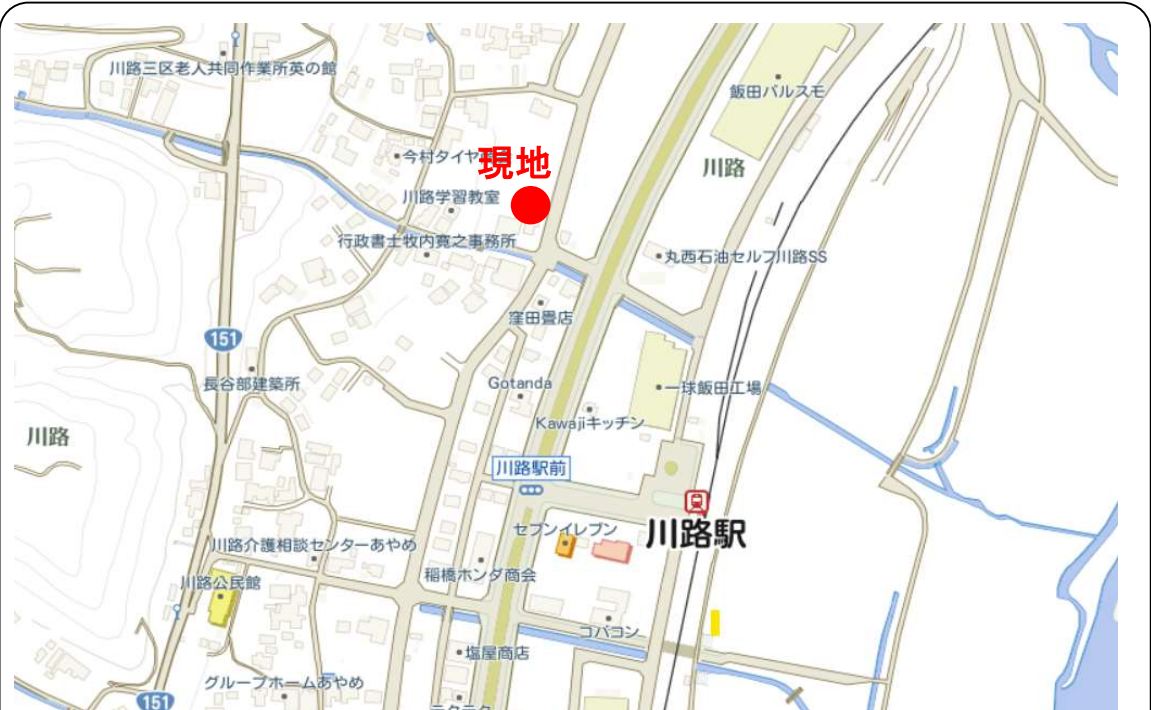 川路三区老人共同作業所英の館
飯田バルスモ
今村タイヤ
現地
川路
川路学習教室
行政書士牧内寛之事務所
丸西石油セルフ川路SS
窪田畳店
151
長谷部建築所
Gotanda
一球飯田工場
Kawajiキッチン
川路
川路駅前
セブンイレブン
川路駅
川路介護相談センターあやめ
稲橋ホンダ商会
川路公民館
コバコン
塩屋商店
グループホームあやめ
151